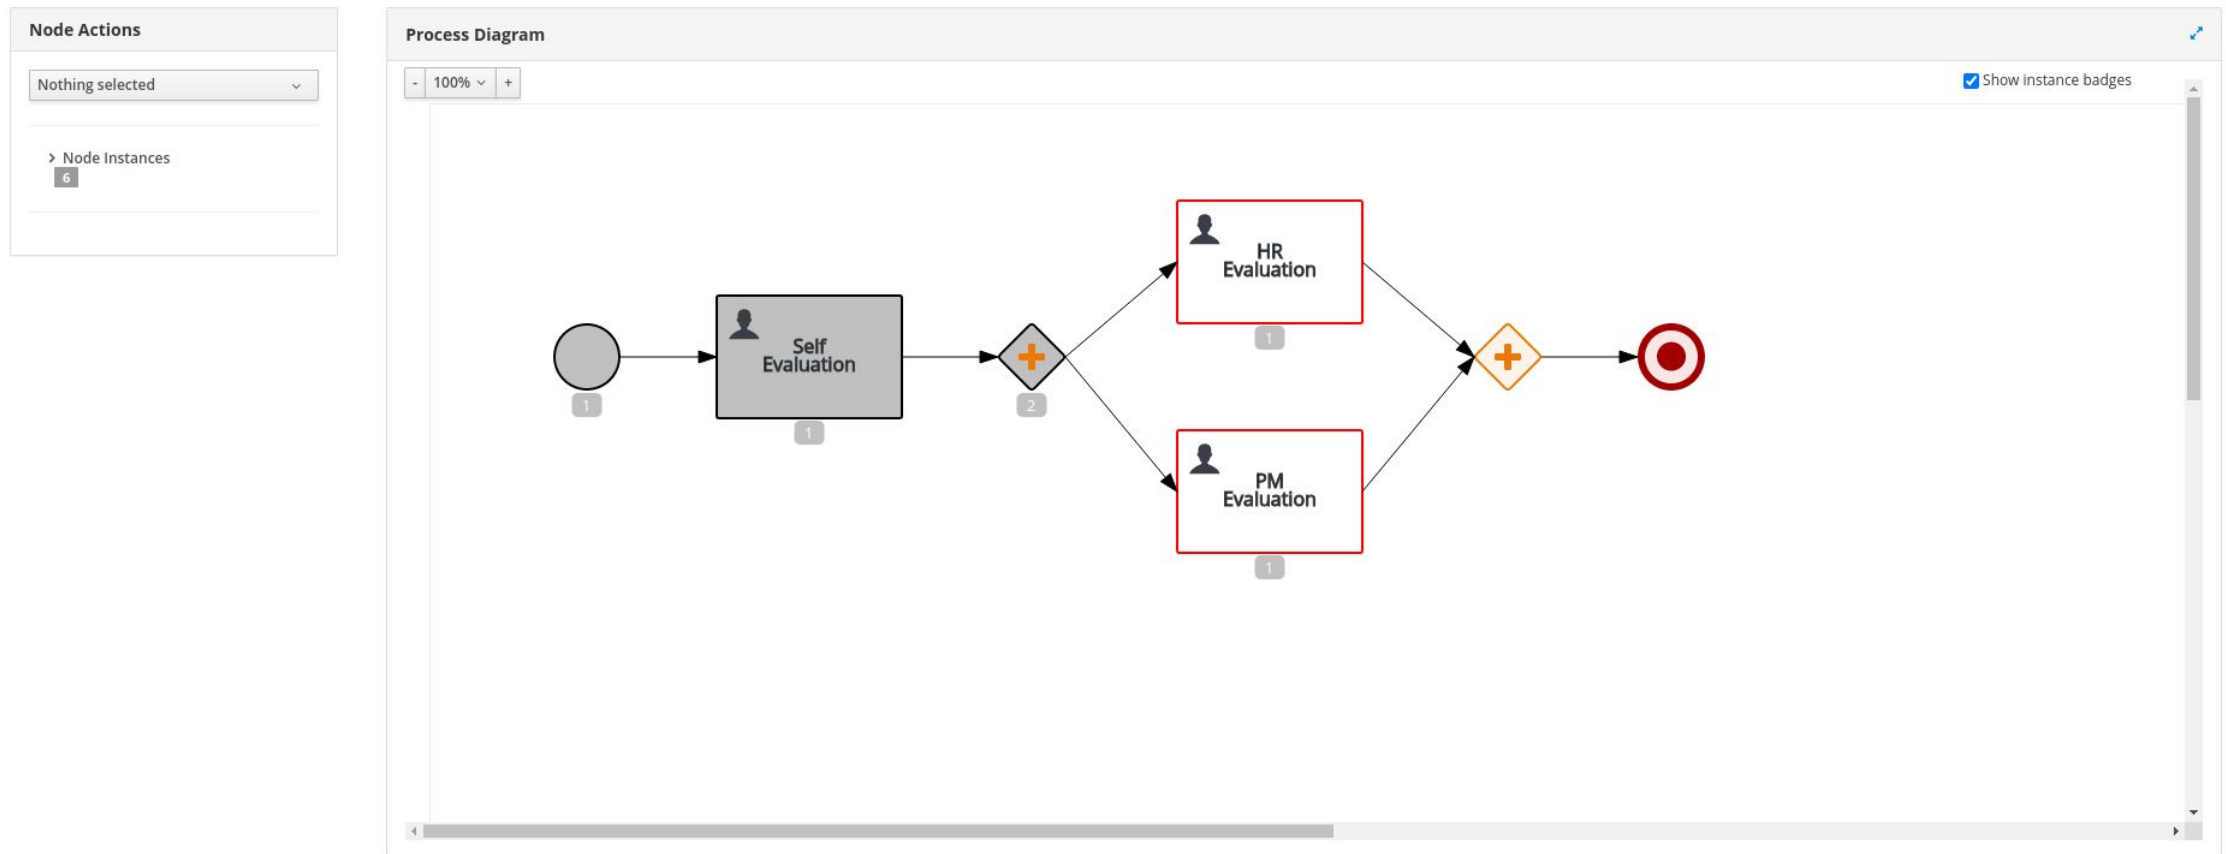 Node Actions
Nothing selected
Node Instances
6
Process Diagram
- 100% +
Show instance badges
HR
Evaluation
1
Self
Evaluation
1
1
2
PM
Evaluation
1